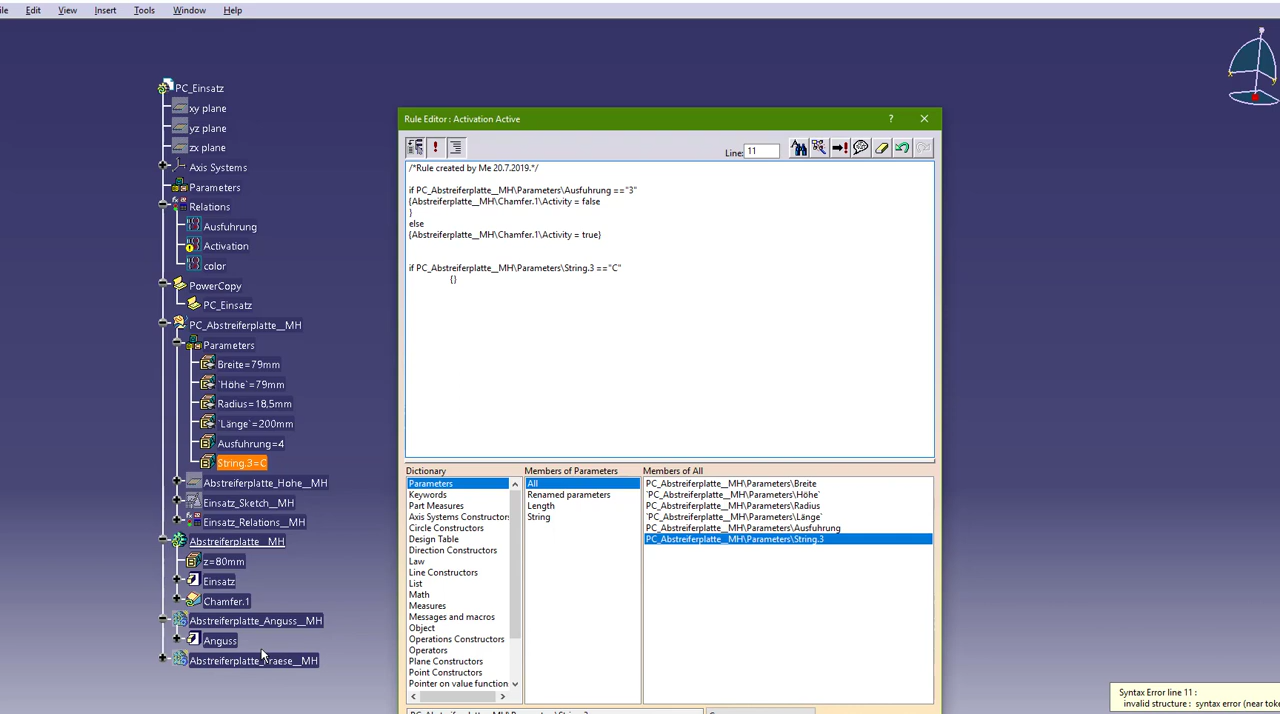 ile Edit View Insert Tools Window Help
PC_Einsatz
xy plane
yz plane
zx plane
Axis Systems
Parameters
Relations
Ausfuhrung
Activation
color
PowerCopy
PC_Einsatz
PC_Abstreiferplatte__MH
Parameters
Breite=79mm
`Höhe`=79mm
Radius=18,5mm
`Länge`=200mm
Ausfuhrung=4
String.3=C
Abstreiferplatte_Hohe__MH
Einsatz_Sketch__MH
Einsatz_Relations__MH
Abstreiferplatte__MH
z=80mm
Einsatz
Chamfer.1
Abstreiferplatte_Anguss__MH
Anguss
Rule Editor : Activation Active
? ×
Line: 11
/*Rule created by Me 20.7.2019.*/
if PC_Abstreiferplatte__MH\Parameters\Ausfuhrung =="3"
{Abstreiferplatte__MH\Chamfer.1\Activity = false
}
else
{Abstreiferplatte__MH\Chamfer.1\Activity = true}
if PC_Abstreiferplatte__MH\Parameters\String.3 =="C"
{}
Dictionary
Parameters
Keywords
Part Measures
Axis Systems Constructors
Circle Constructors
Design Table
Direction Constructors
Law
Line Constructors
List
Math
Measures
Messages and macros
Object
Operations Constructors
Operators
Plane Constructors
Point Constructors
Pointer on value function
Members of Parameters
All
Renamed parameters
Length
String
Members of All
PC_Abstreiferplatte__MH\Parameters\Breite
`PC_Abstreiferplatte__MH\Parameters\Höhe`
PC_Abstreiferplatte__MH\Parameters\Radius
`PC_Abstreiferplatte__MH\Parameters\Länge`
PC_Abstreiferplatte__MH\Parameters\Ausfuhrung
PC_Abstreiferplatte__MH\Parameters\String.3
Syntax Error line 11 :
invalid structure : syntax error (near toke